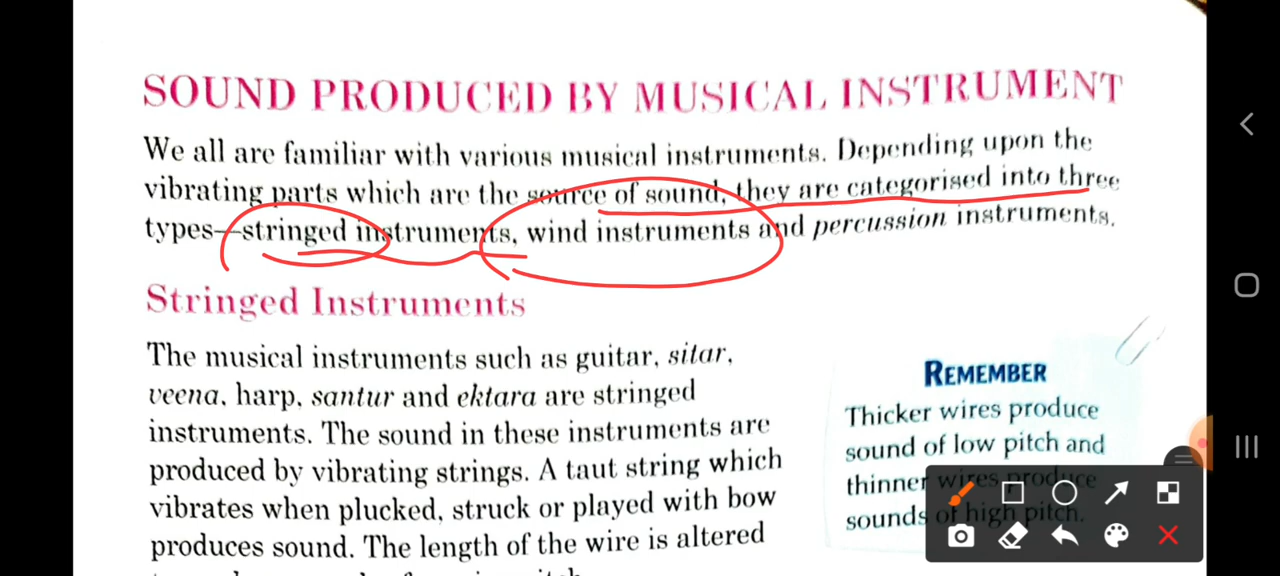 SOUND PRODUCED BY MUSICAL INSTRUMENT
We all are familiar with various musical instruments. Depending upon the
vibrating parts which are the source of sound, they are categorised into three
types—stringed instruments, wind instruments and percussion instruments.
Stringed Instruments
The musical instruments such as guitar, sitar,
veena, harp, santur and ektara are stringed
instruments. The sound in these instruments are
produced by vibrating strings. A taut string which
vibrates when plucked, struck or played with bow
produces sound. The length of the wire is altered
REMEMBER
Thicker wires produce
sound of low pitch and
thinner wires produce
sounds of high pitch.